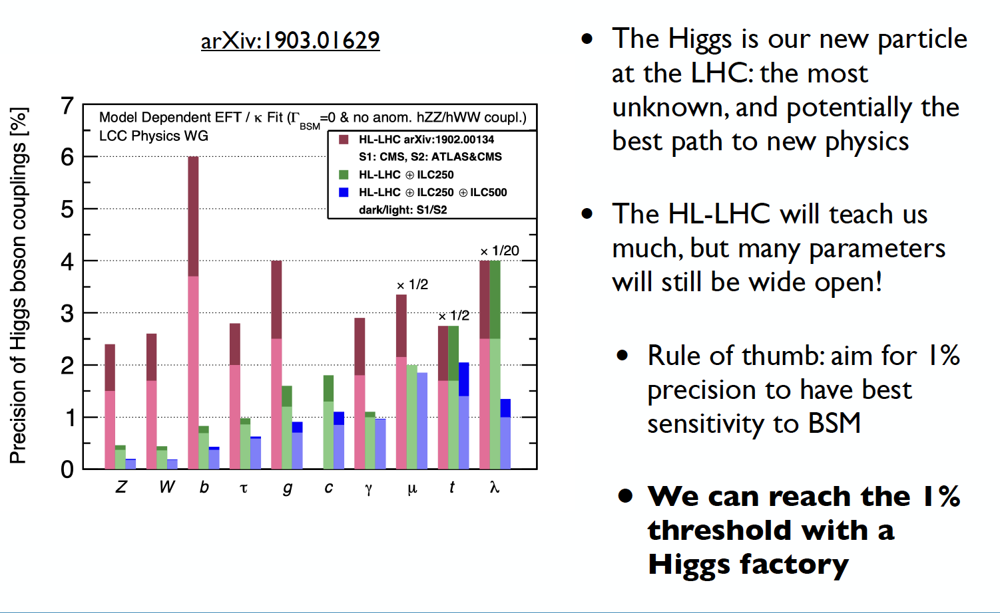 arXiv:1903.01629
Precision of Higgs boson couplings [%]
7
6
5
4
3
2
1
0
Model Dependent EFT / κ Fit (Γ_BSM=0 & no anom. hZZ/hWW coupl.)
LCC Physics WG
HL-LHC arXiv:1902.00134
S1: CMS, S2: ATLAS&CMS
HL-LHC ⊕ ILC250
HL-LHC ⊕ ILC250 ⊕ ILC500
dark/light: S1/S2
× 1/2
× 1/2
× 1/20
Z W b τ g c γ μ t λ
• The Higgs is our new particle
at the LHC: the most
unknown, and potentially the
best path to new physics
• The HL-LHC will teach us
much, but many parameters
will still be wide open!
• Rule of thumb: aim for 1%
precision to have best
sensitivity to BSM
• We can reach the 1%
threshold with a
Higgs factory